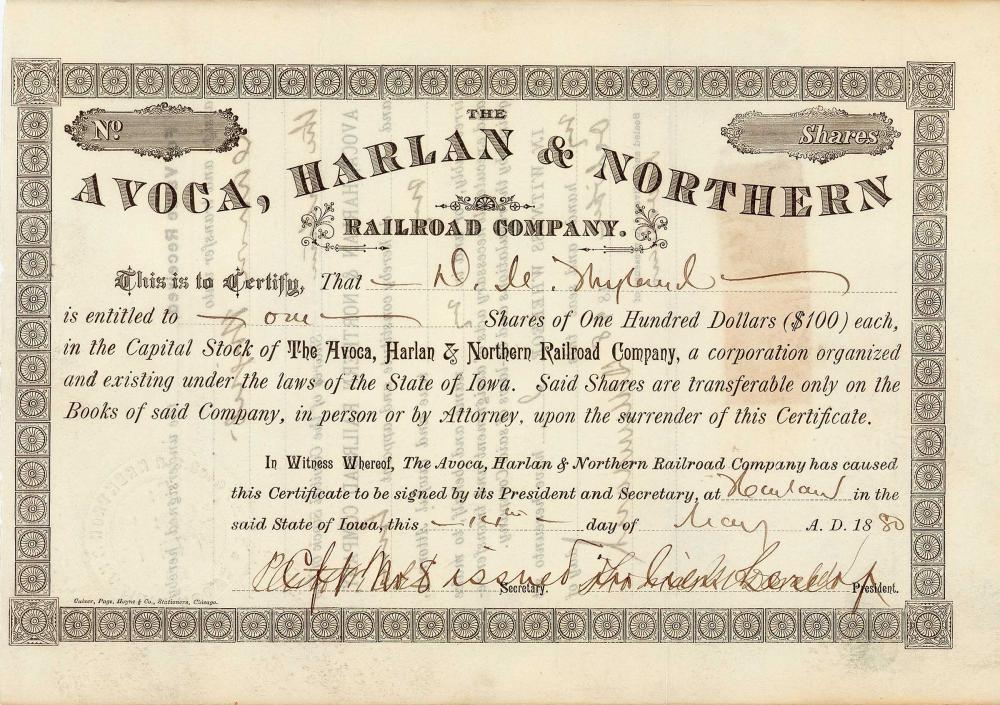 Nº
Shares
THE
AVOCA, HARLAN & NORTHERN
RAILROAD COMPANY.
This is to Certify, That D. M. Wyland
is entitled to one Shares of One Hundred Dollars ($100) each,
in the Capital Stock of The Avoca, Harlan & Northern Railroad Company, a corporation organized
and existing under the laws of the State of Iowa. Said Shares are transferable only on the
Books of said Company, in person or by Attorney, upon the surrender of this Certificate.
In Witness Whereof, The Avoca, Harlan & Northern Railroad Company has caused
this Certificate to be signed by its President and Secretary, at Harlan in the
said State of Iowa, this 14th day of May A. D. 1880
issued
Secretary. President.
Culver, Page, Hoyne & Co., Stationers, Chicago.